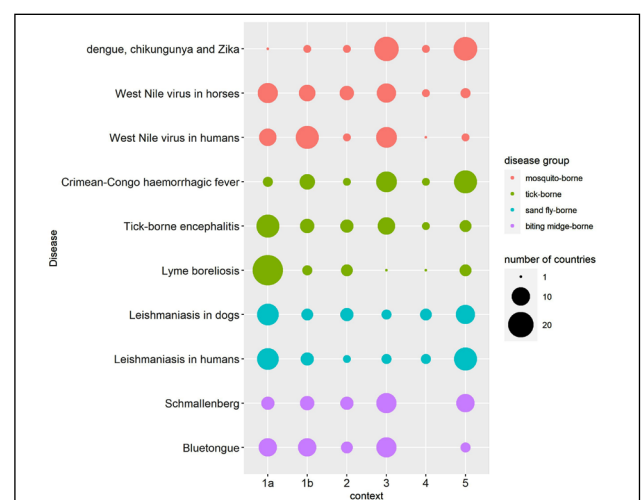 dengue, chikungunya and Zika
West Nile virus in horses
West Nile virus in humans
Crimean-Congo haemorrhagic fever
Tick-borne encephalitis
Lyme boreliosis
Leishmaniasis in dogs
Leishmaniasis in humans
Schmallenberg
Bluetongue
Disease
1a 1b 2 3 4 5
context
disease group
mosquito-borne
tick-borne
sand fly-borne
biting midge-borne
number of countries
1
10
20